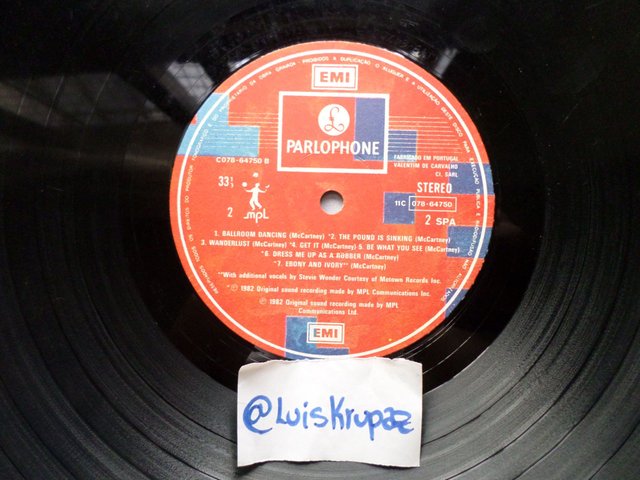 EMI
PARLOPHONE
C078-64750 B
FABRICADO EM PORTUGAL
VALENTIM DE CARVALHO
CI, SARL
33⅓
STEREO
2
MPL
11C 078-64750
2 SPA
1. BALLROOM DANCING (McCartney) *2. THE POUND IS SINKING (McCartney)
3. WANDERLUST (McCartney) *4. GET IT (McCartney) 5. BE WHAT YOU SEE (McCartney)
*6. DRESS ME UP AS A ROBBER (McCartney)
*7. EBONY AND IVORY** (McCartney)
**With additional vocals by Stevie Wonder Courtesy of Motown Records Inc.
*℗ 1982 Original sound recording made by MPL Communications Inc.
℗ 1982 Original sound recording made by MPL
Communications Ltd.
EMI
@LuisKrupaz